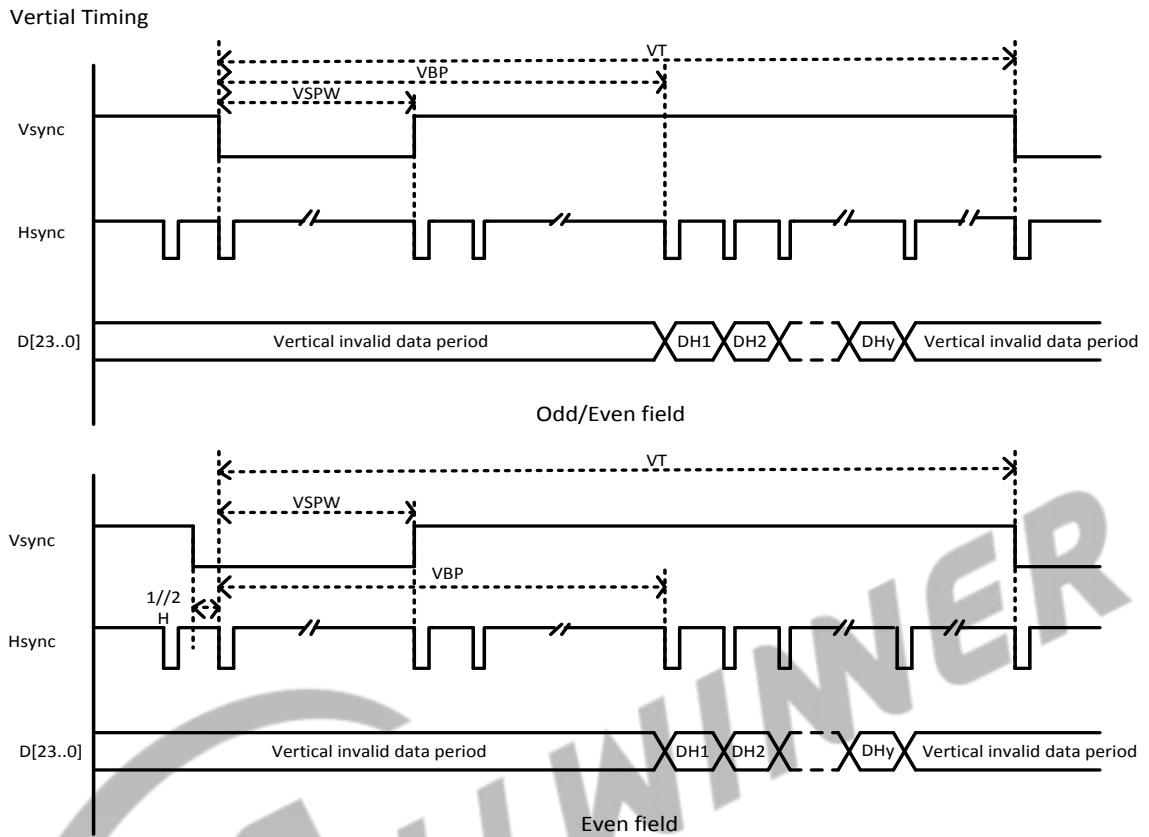 Vertial Timing
VT
VBP
VSPW
Vsync
Hsync
D[23..0]
Vertical invalid data period
DH1
DH2
DHy
Vertical invalid data period
Odd/Even field
VT
VSPW
Vsync
VBP
1//2
H
Hsync
D[23..0]
Vertical invalid data period
DH1
DH2
DHy
Vertical invalid data period
Even field